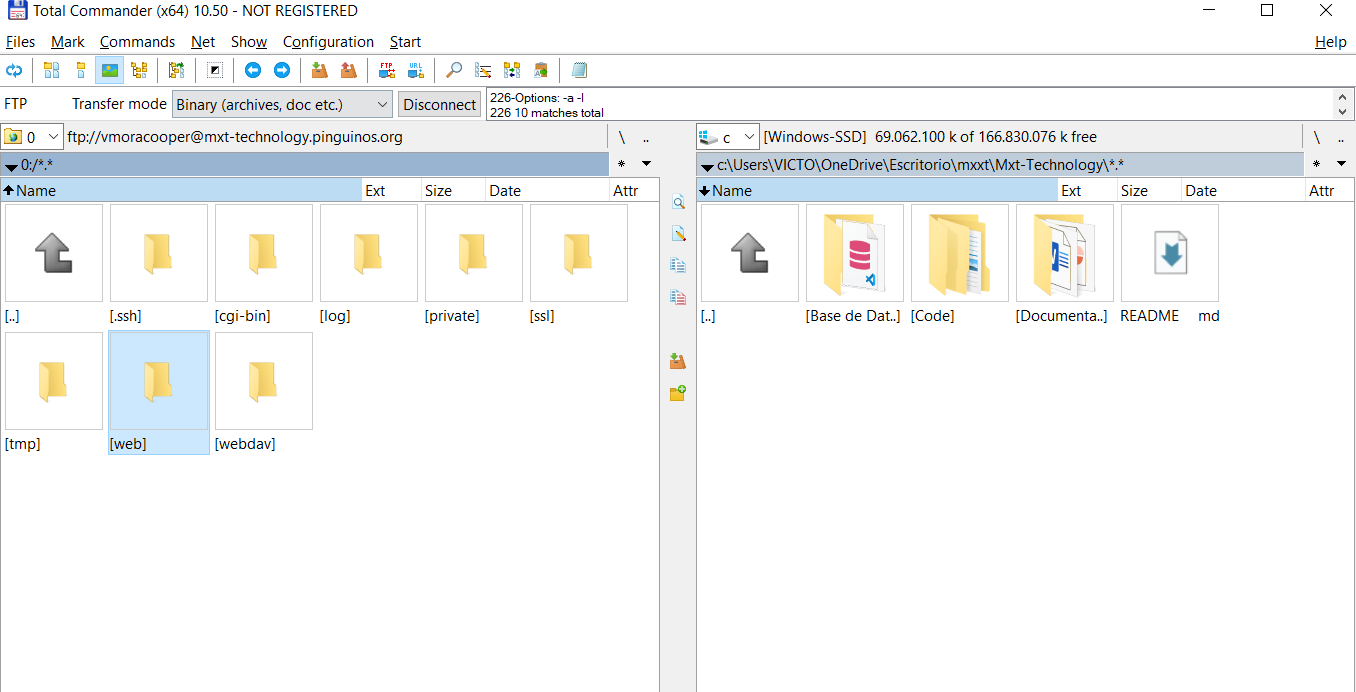 Total Commander (x64) 10.50 - NOT REGISTERED
Files Mark Commands Net Show Configuration Start Help
FTP URL
FTP Transfer mode Binary (archives, doc etc.) Disconnect
226-Options: -a -l
226 10 matches total
0 ftp://vmoracooper@mxt-technology.pinguinos.org \ ..
c [Windows-SSD] 69.062.100 k of 166.830.076 k free \ ..
0:/*.* *
c:\Users\VICTO\OneDrive\Escritorio\mxxt\Mxt-Technology\*.* *
Name Ext Size Date Attr
Name Ext Size Date Attr
[..] [.ssh] [cgi-bin] [log] [private] [ssl]
[..] [Base de Dat..] [Code] [Documenta..] README md
[tmp] [web] [webdav]